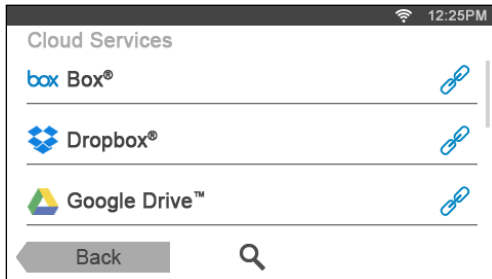 12:25PM
Cloud Services
box Box®
Dropbox®
Google Drive™
Back